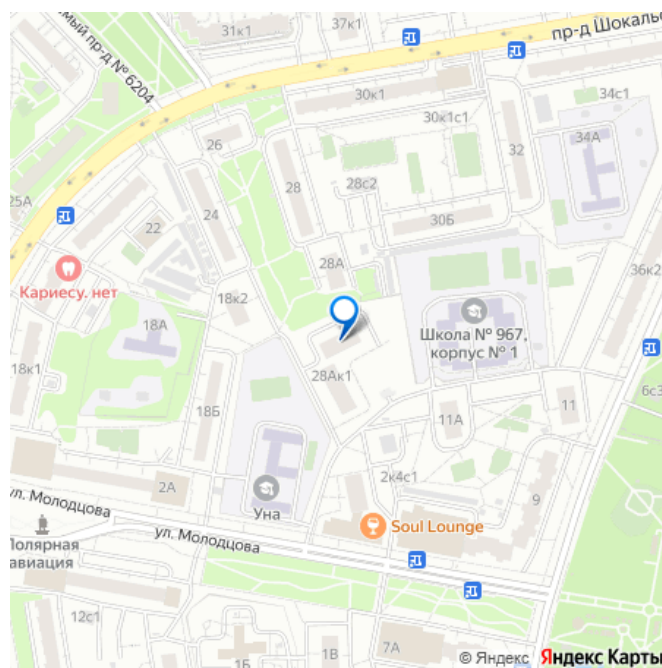 37к1
31к1
пр-д Шокальс
мый пр-д № 6204
30к1
34с1
30к1с1
26
34А
32
28
28с2
25А
24
30Б
22
28А
36к2
Кариесу. нет
18к2
18А
Школа № 967,
корпус № 1
18к1
28Ак1
6с3
18Б
11А
11
2А
2к4с1
9
Уна
ул. Молодцова
Soul Lounge
ул. Молодцова
Полярная
авиация
12с1
1Б
1В
7А
© Яндекс Яндекс Карты